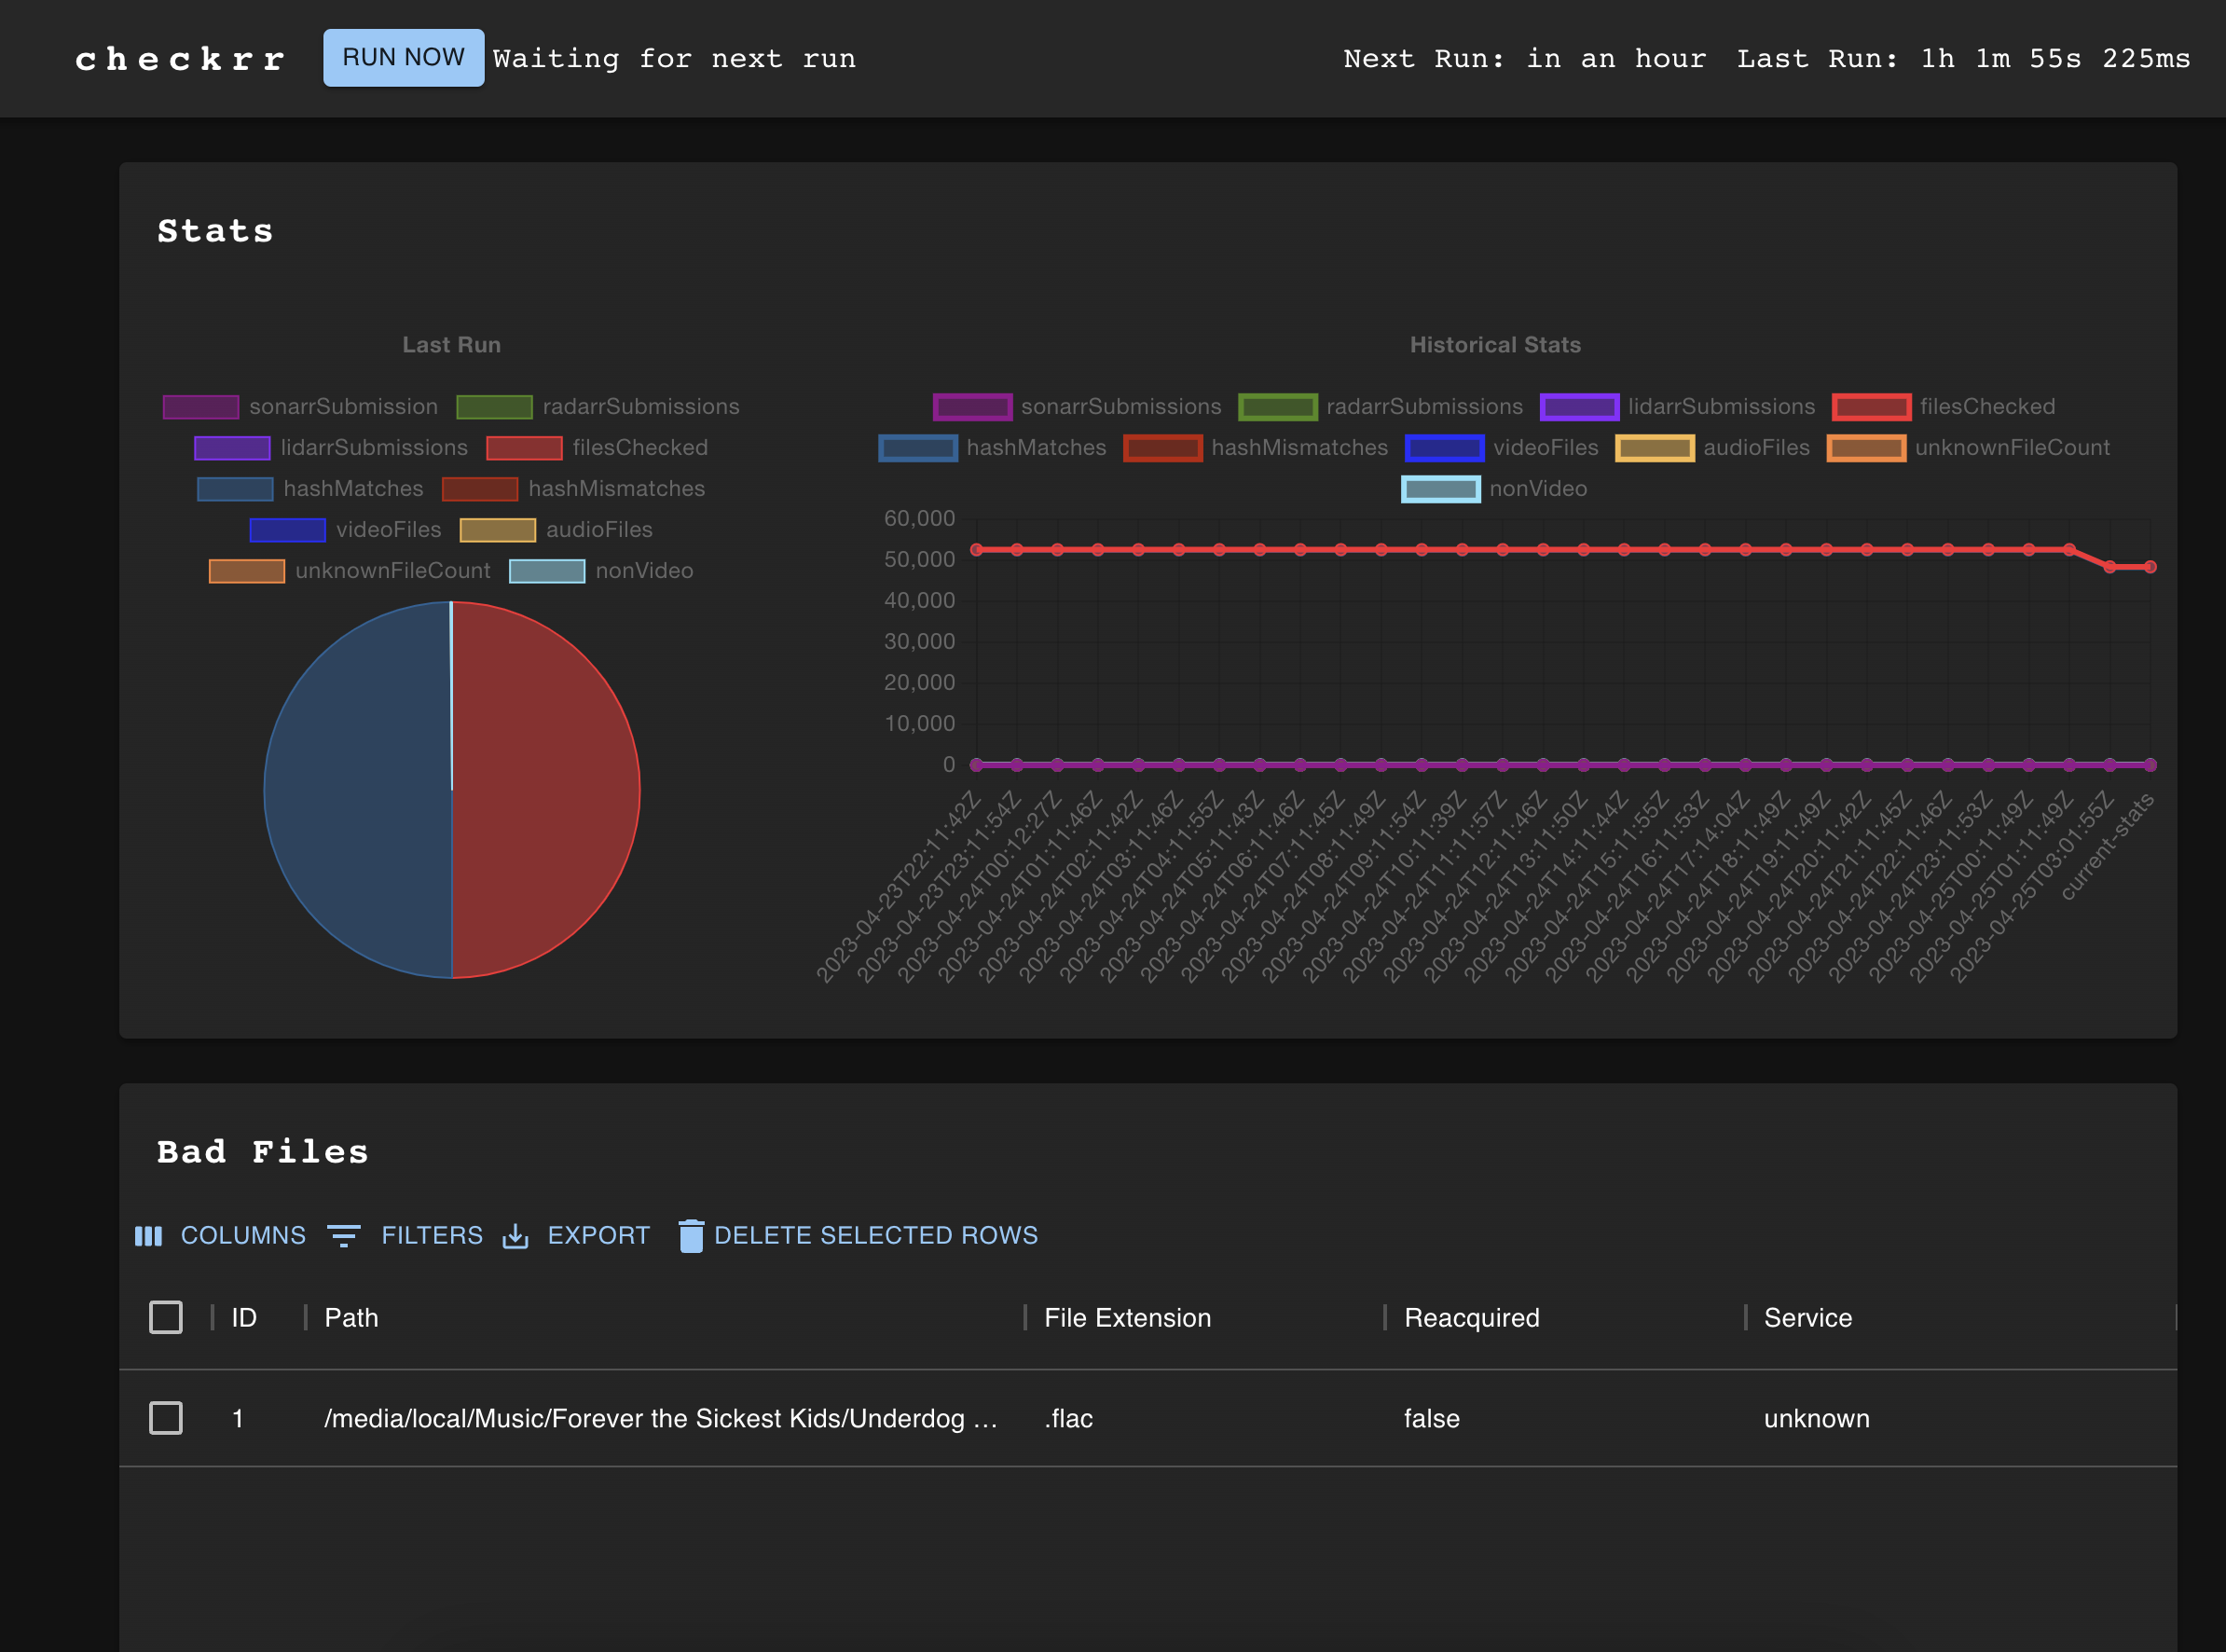 checkrr RUN NOW Waiting for next run Next Run: in an hour Last Run: 1h 1m 55s 225ms
Stats
Last Run
sonarrSubmission radarrSubmissions
lidarrSubmissions filesChecked
hashMatches hashMismatches
videoFiles audioFiles
unknownFileCount nonVideo
Historical Stats
sonarrSubmissions radarrSubmissions lidarrSubmissions filesChecked
hashMatches hashMismatches videoFiles audioFiles unknownFileCount
nonVideo
60,000
50,000
40,000
30,000
20,000
10,000
0
2023-04-23T22:11:42Z
2023-04-23T23:11:54Z
2023-04-24T00:12:27Z
2023-04-24T01:11:46Z
2023-04-24T02:11:42Z
2023-04-24T03:11:46Z
2023-04-24T04:11:55Z
2023-04-24T05:11:43Z
2023-04-24T06:11:46Z
2023-04-24T07:11:45Z
2023-04-24T08:11:49Z
2023-04-24T09:11:54Z
2023-04-24T10:11:39Z
2023-04-24T11:11:57Z
2023-04-24T12:11:46Z
2023-04-24T13:11:50Z
2023-04-24T14:11:44Z
2023-04-24T15:11:55Z
2023-04-24T16:11:53Z
2023-04-24T17:14:04Z
2023-04-24T18:11:49Z
2023-04-24T19:11:49Z
2023-04-24T20:11:42Z
2023-04-24T21:11:45Z
2023-04-24T22:11:46Z
2023-04-24T23:11:53Z
2023-04-25T00:11:49Z
2023-04-25T01:11:49Z
2023-04-25T03:01:55Z
current-stats
Bad Files
COLUMNS FILTERS EXPORT DELETE SELECTED ROWS
ID Path File Extension Reacquired Service
1 /media/local/Music/Forever the Sickest Kids/Underdog … .flac false unknown